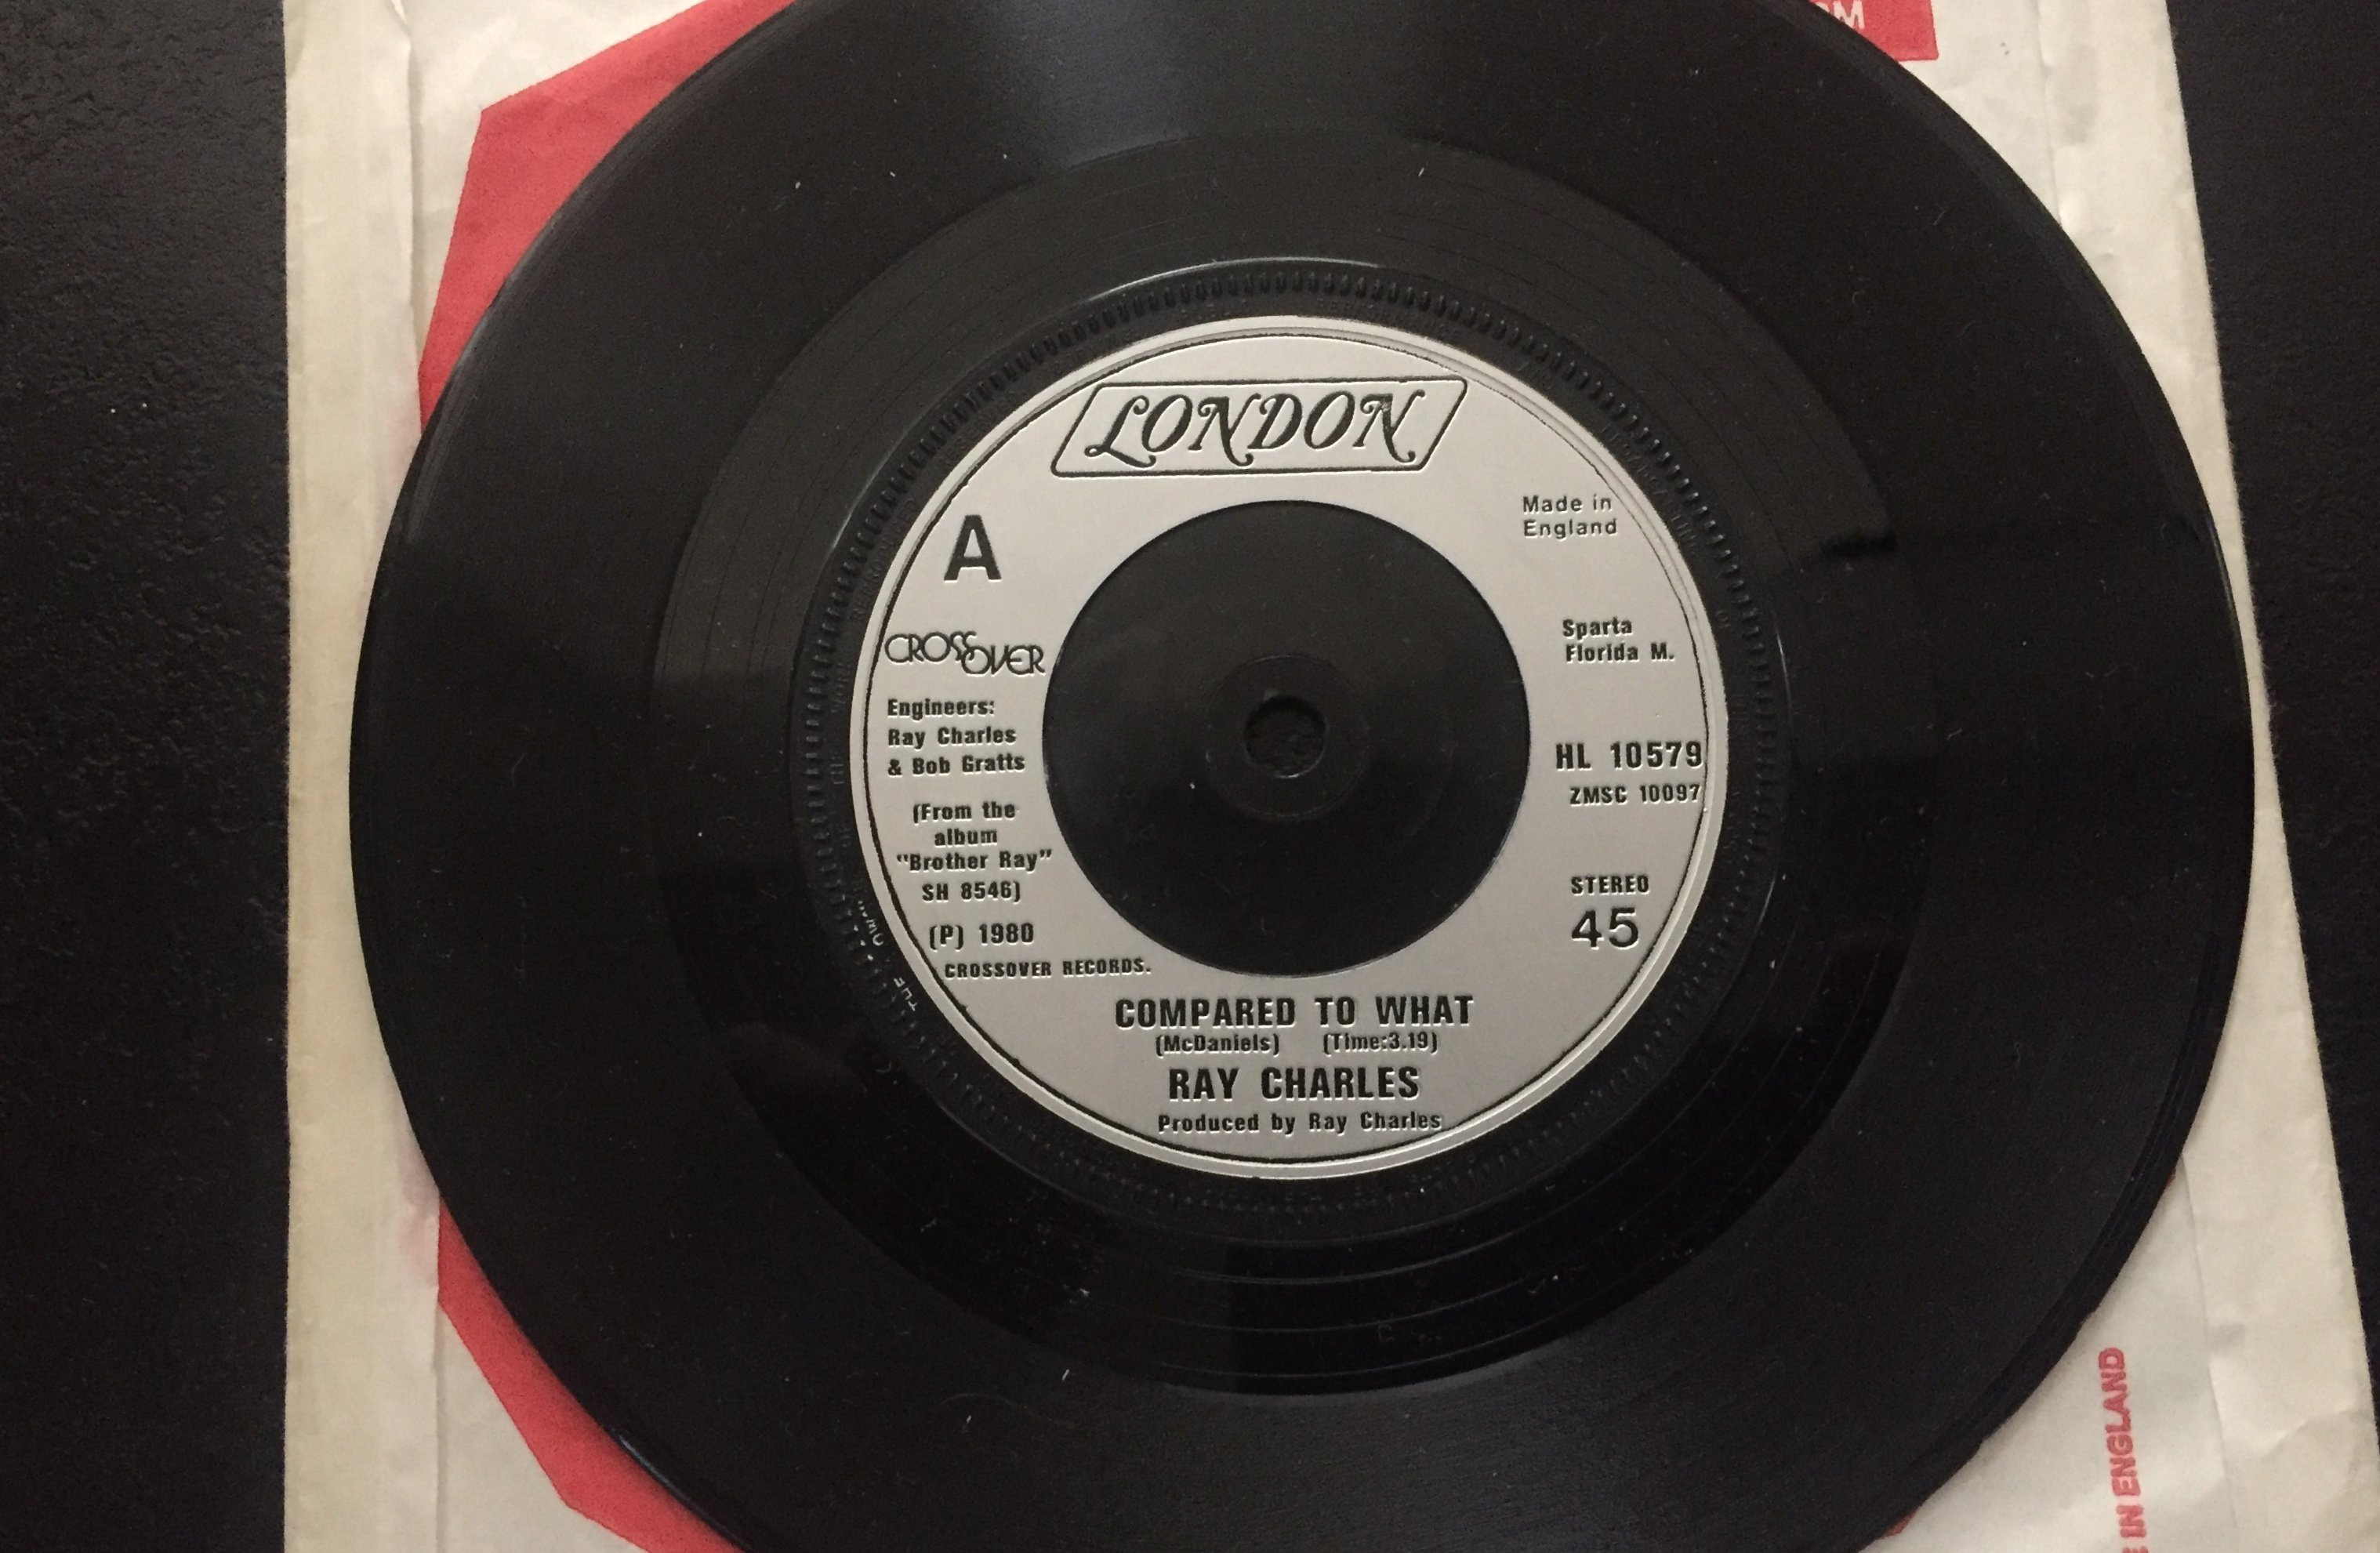 LONDON
A
Made in
England
CROSSOVER
Sparta
Florida M.
Engineers:
Ray Charles
& Bob Gratts
HL 10579
ZMSC 10097
(From the
album
"Brother Ray"
SH 8546)
STEREO
45
(P) 1980
CROSSOVER RECORDS.
COMPARED TO WHAT
(McDaniels) (Time:3.19)
RAY CHARLES
Produced by Ray Charles
IN ENGLAND